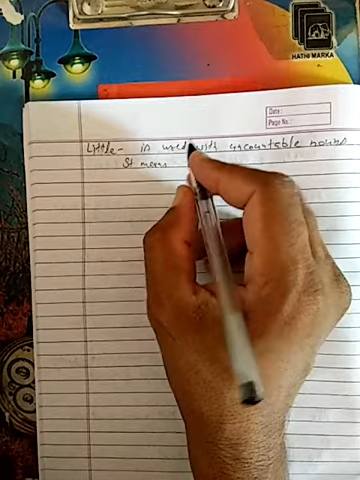 HATHI MARKA
Date :
Page No. :
Little - is used with uncountable nouns
It means